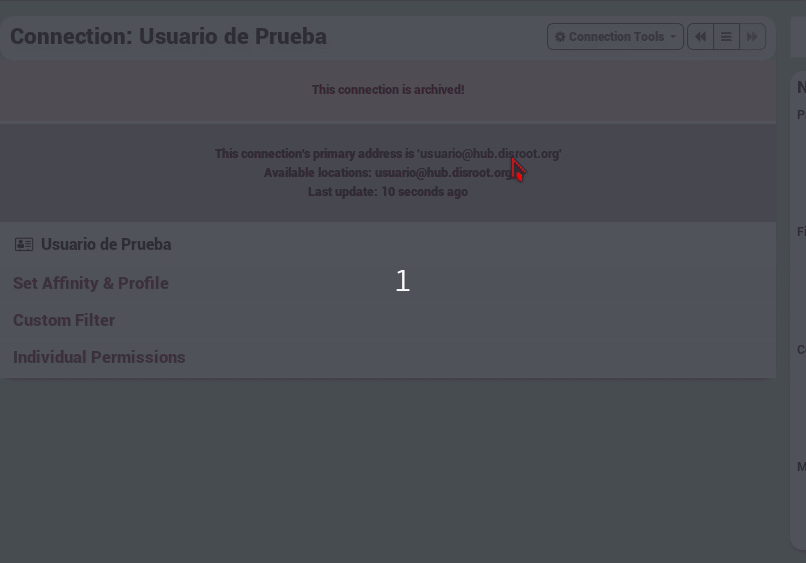 Connection: Usuario de Prueba
Connection Tools
This connection is archived!
This connection's primary address is 'usuario@hub.disroot.org'
Available locations: usuario@hub.disroot.org
Last update: 10 seconds ago
Usuario de Prueba
Set Affinity & Profile
1
Custom Filter
Individual Permissions